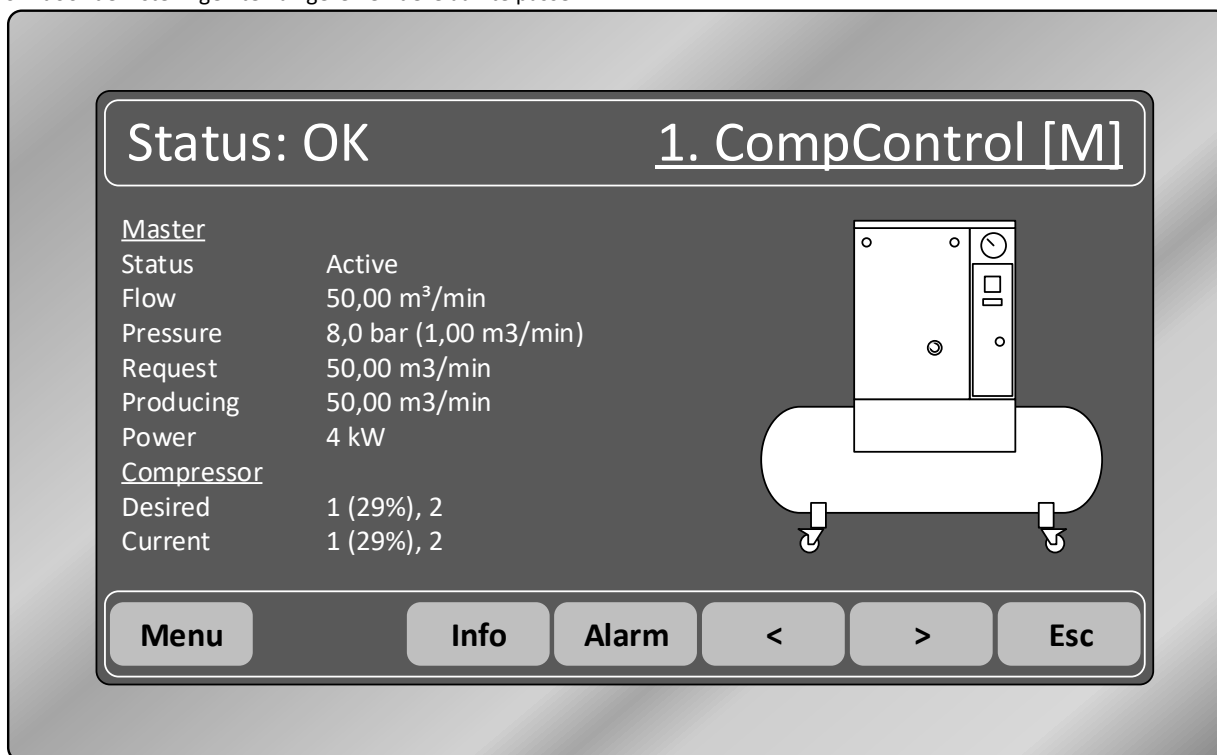 Status: OK
1. CompControl [M]
Master
Status Active
Flow 50,00 m³/min
Pressure 8,0 bar (1,00 m3/min)
Request 50,00 m3/min
Producing 50,00 m3/min
Power 4 kW
Compressor
Desired 1 (29%), 2
Current 1 (29%), 2
Menu Info Alarm < > Esc